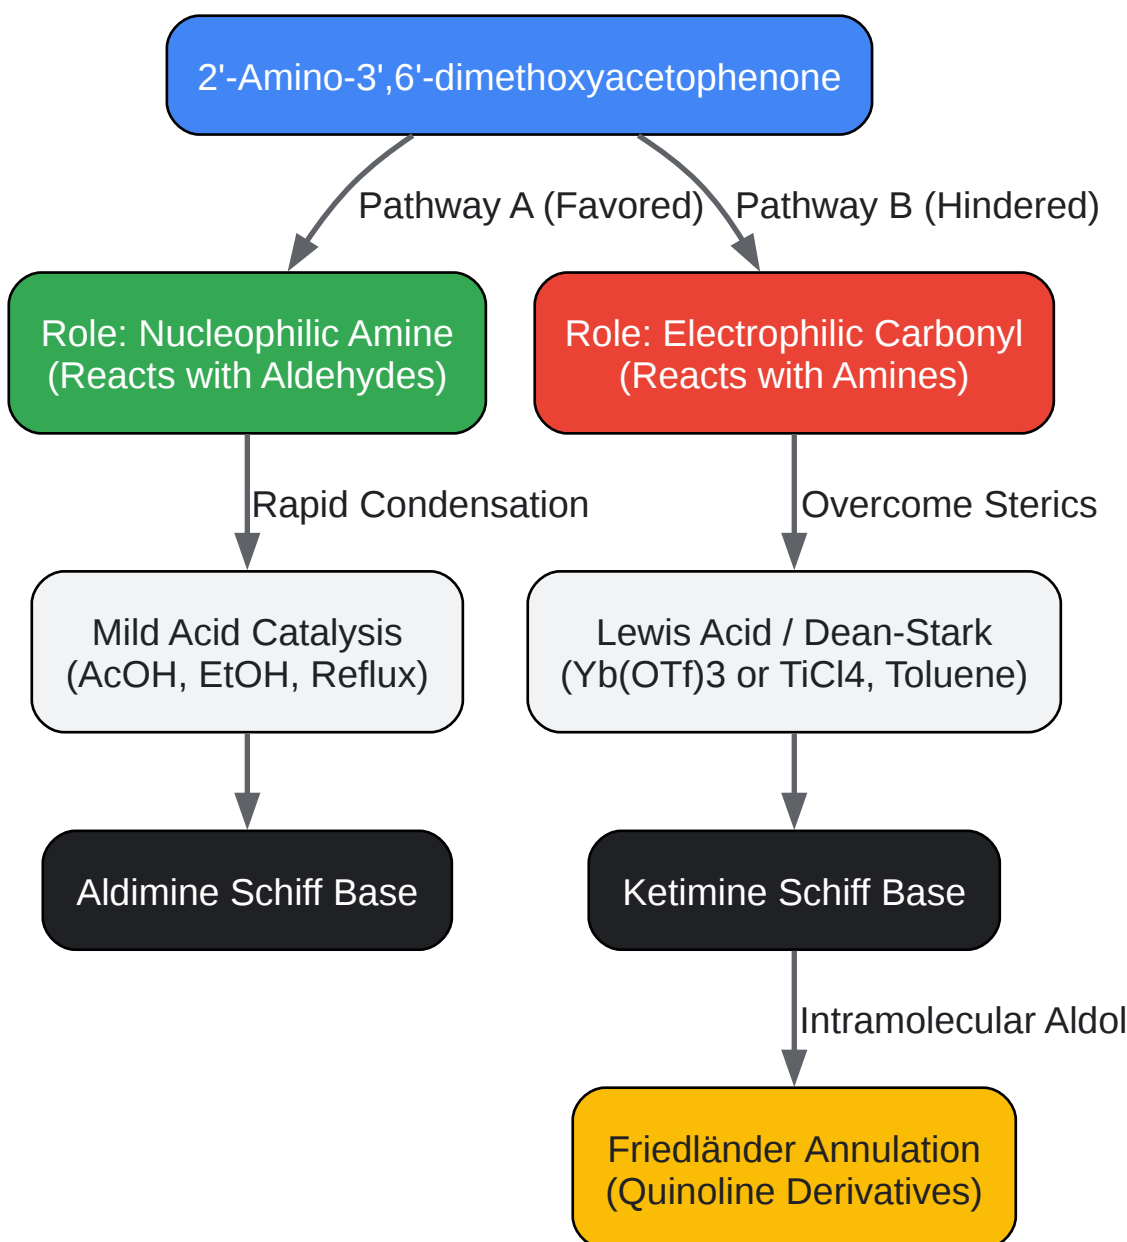 2'-Amino-3',6'-dimethoxyacetophenone
Pathway A (Favored)
Pathway B (Hindered)
Role: Nucleophilic Amine
(Reacts with Aldehydes)
Role: Electrophilic Carbonyl
(Reacts with Amines)
Rapid Condensation
Overcome Sterics
Mild Acid Catalysis
(AcOH, EtOH, Reflux)
Lewis Acid / Dean-Stark
(Yb(OTf)3 or TiCl4, Toluene)
Aldimine Schiff Base
Ketimine Schiff Base
Intramolecular Aldol
Friedländer Annulation
(Quinoline Derivatives)